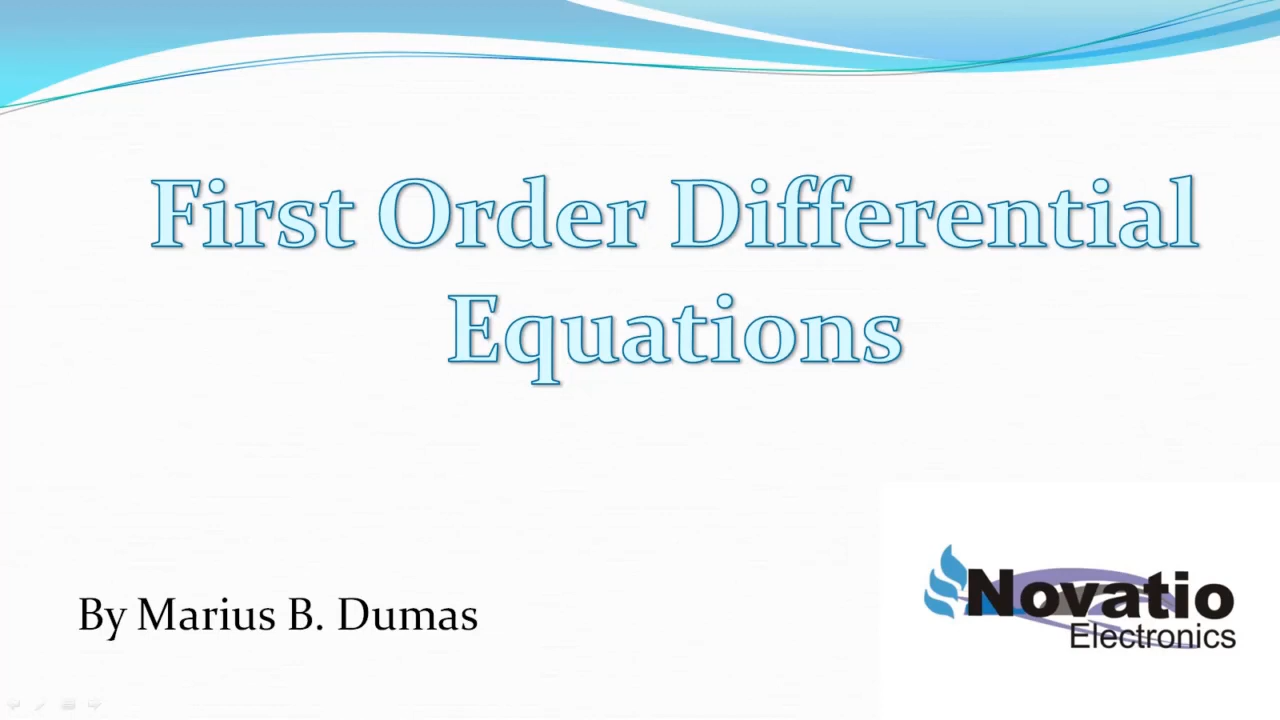 First Order Differential
Equations
By Marius B. Dumas
Novatio
Electronics